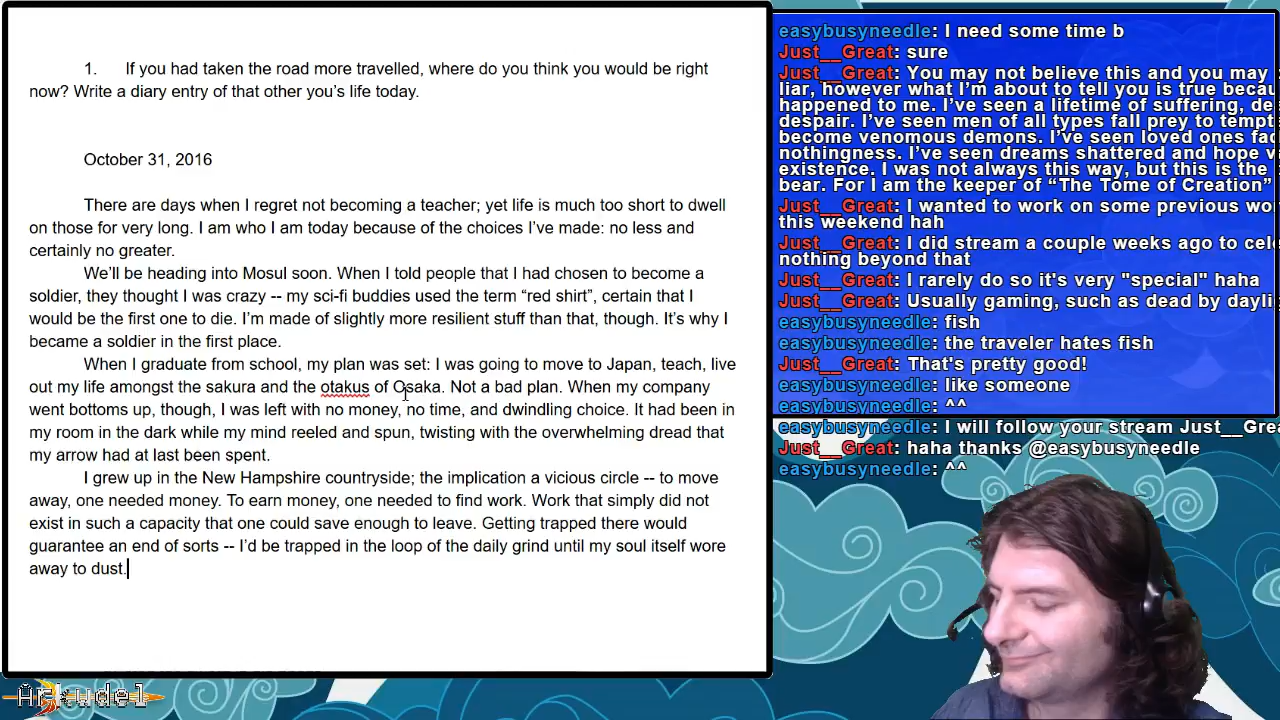 1. If you had taken the road more travelled, where do you think you would be right
now? Write a diary entry of that other you's life today.
October 31, 2016
There are days when I regret not becoming a teacher; yet life is much too short to dwell
on those for very long. I am who I am today because of the choices I've made: no less and
certainly no greater.
We'll be heading into Mosul soon. When I told people that I had chosen to become a
soldier, they thought I was crazy -- my sci-fi buddies used the term “red shirt”, certain that I
would be the first one to die. I'm made of slightly more resilient stuff than that, though. It's why I
became a soldier in the first place.
When I graduate from school, my plan was set: I was going to move to Japan, teach, live
out my life amongst the sakura and the otakus of Osaka. Not a bad plan. When my company
went bottoms up, though, I was left with no money, no time, and dwindling choice. It had been in
my room in the dark while my mind reeled and spun, twisting with the overwhelming dread that
my arrow had at last been spent.
I grew up in the New Hampshire countryside; the implication a vicious circle -- to move
away, one needed money. To earn money, one needed to find work. Work that simply did not
exist in such a capacity that one could save enough to leave. Getting trapped there would
guarantee an end of sorts -- I'd be trapped in the loop of the daily grind until my soul itself wore
away to dust.
easybusyneedle: I need some time b
Just__Great: sure
Just__Great: You may not believe this and you may
liar, however what I'm about to tell you is true becau
happened to me. I've seen a lifetime of suffering, de
despair. I've seen men of all types fall prey to tempt
become venomous demons. I've seen loved ones fad
nothingness. I've seen dreams shattered and hope v
existence. I was not always this way, but this is the
bear. For I am the keeper of “The Tome of Creation”
Just__Great: I wanted to work on some previous wo
this weekend hah
Just__Great: I did stream a couple weeks ago to cel
nothing beyond that
Just__Great: I rarely do so it's very "special" haha
Just__Great: Usually gaming, such as dead by dayli
easybusyneedle: fish
easybusyneedle: the traveler hates fish
Just__Great: That's pretty good!
easybusyneedle: like someone
easybusyneedle: ^^
easybusyneedle: I will follow your stream Just__Grea
Just__Great: haha thanks @easybusyneedle
easybusyneedle: ^^
Arkudel